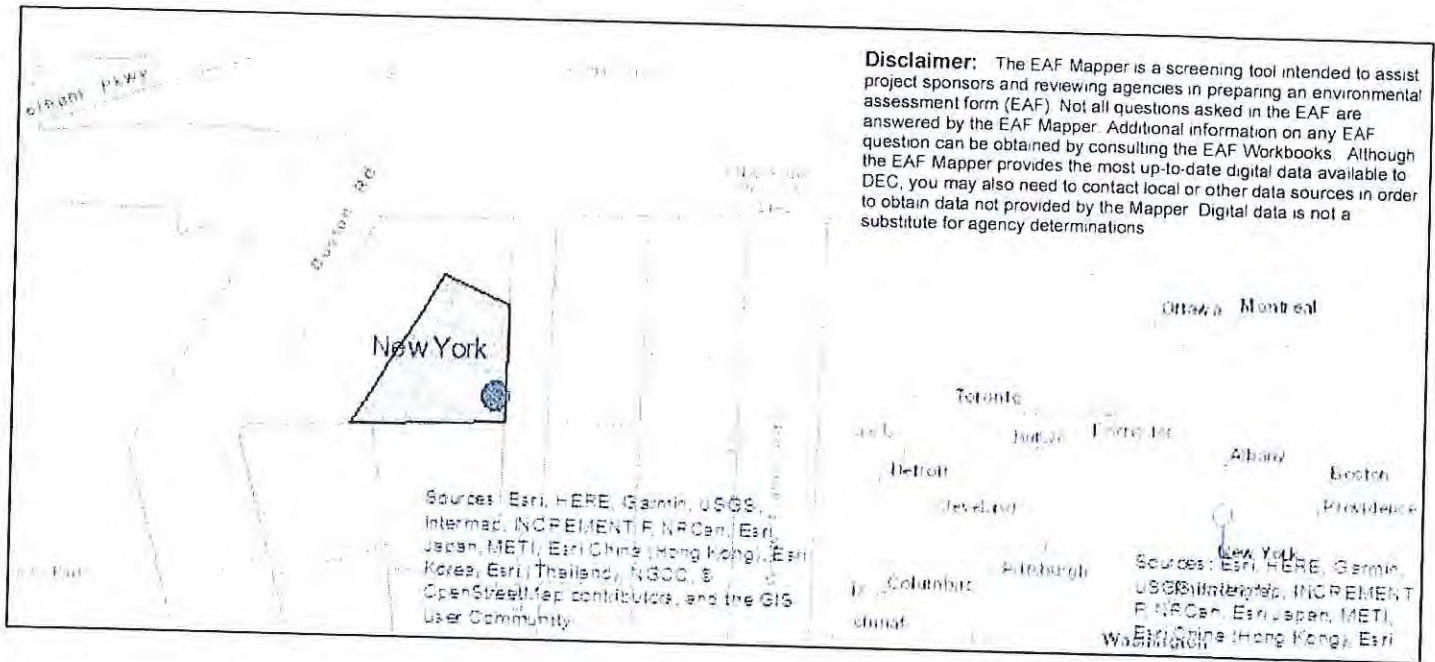 Disclaimer: The EAF Mapper is a screening tool intended to assist
project sponsors and reviewing agencies in preparing an environmental
assessment form (EAF). Not all questions asked in the EAF are
answered by the EAF Mapper. Additional information on any EAF
question can be obtained by consulting the EAF Workbooks. Although
the EAF Mapper provides the most up-to-date digital data available to
DEC, you may also need to contact local or other data sources in order
to obtain data not provided by the Mapper. Digital data is not a
substitute for agency determinations
Pkwy
Rd
New York
Sources: Esri, HERE, Garmin, USGS,
Intermap, INCREMENT P, NRCan, Esri
Japan, METI, Esri China (Hong Kong), Esri
Korea, Esri (Thailand), NGCC, ©
OpenStreetMap contributors, and the GIS
User Community
Ottawa Montreal
Toronto
Detroit
Albany
Boston
Providence
Cleveland
New York
Pittsburgh
Columbus
Washington
Sources: Esri, HERE, Garmin,
INCREMENT
P, NRCan, Esri Japan, METI,
Esri China (Hong Kong), Esri